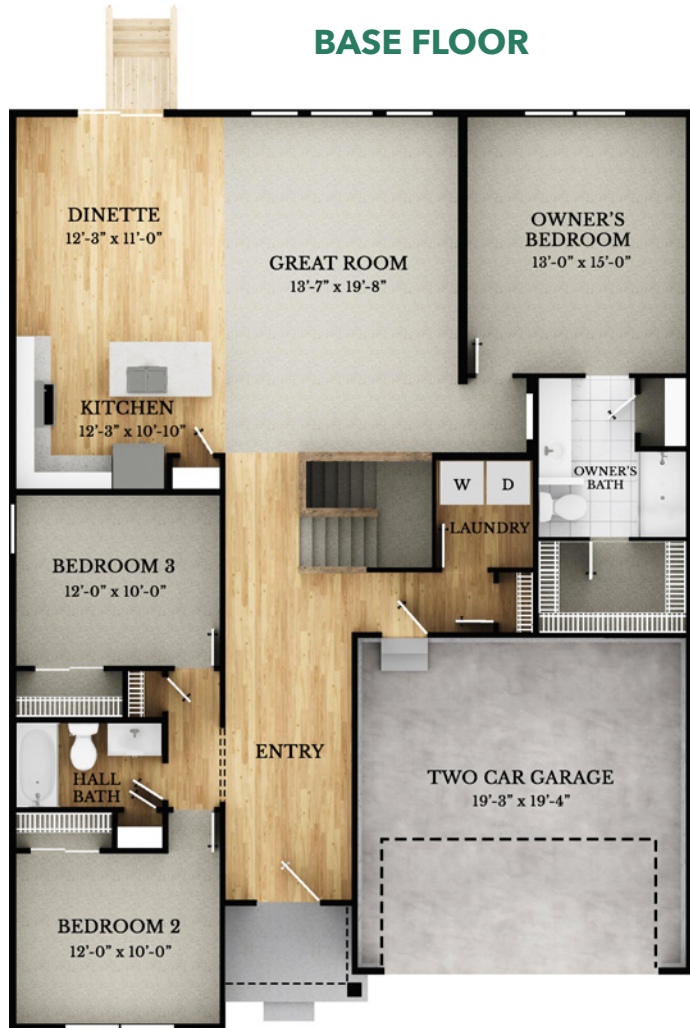 BASE FLOOR
DINETTE
12'-3” x 11'-0”
OWNER'S
BEDROOM
13'-0” x 15'-0”
GREAT ROOM
13'-7” x 19'-8”
KITCHEN
12'-3” x 10'-10”
OWNER'S
BATH
W
D
LAUNDRY
BEDROOM 3
12'-0” x 10'-0”
ENTRY
HALL
BATH
TWO CAR GARAGE
19'-3” x 19'-4”
BEDROOM 2
12'-0” x 10'-0”